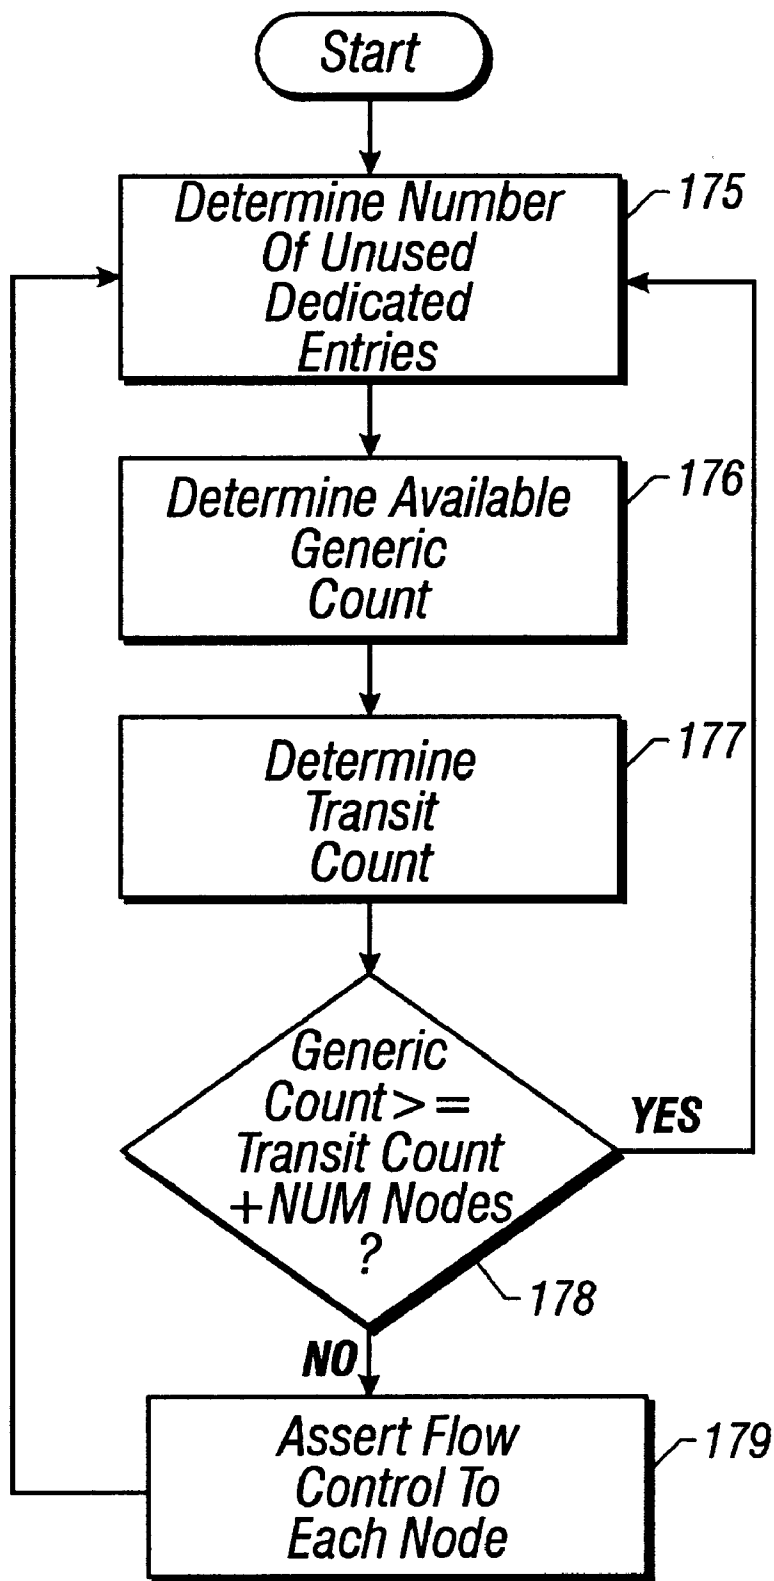 Start
Determine Number
Of Unused
Dedicated
Entries
175
Determine Available
Generic
Count
176
Determine
Transit
Count
177
Generic
Count > =
Transit Count
+NUM Nodes
?
YES
178
NO
Assert Flow
Control To
Each Node
179